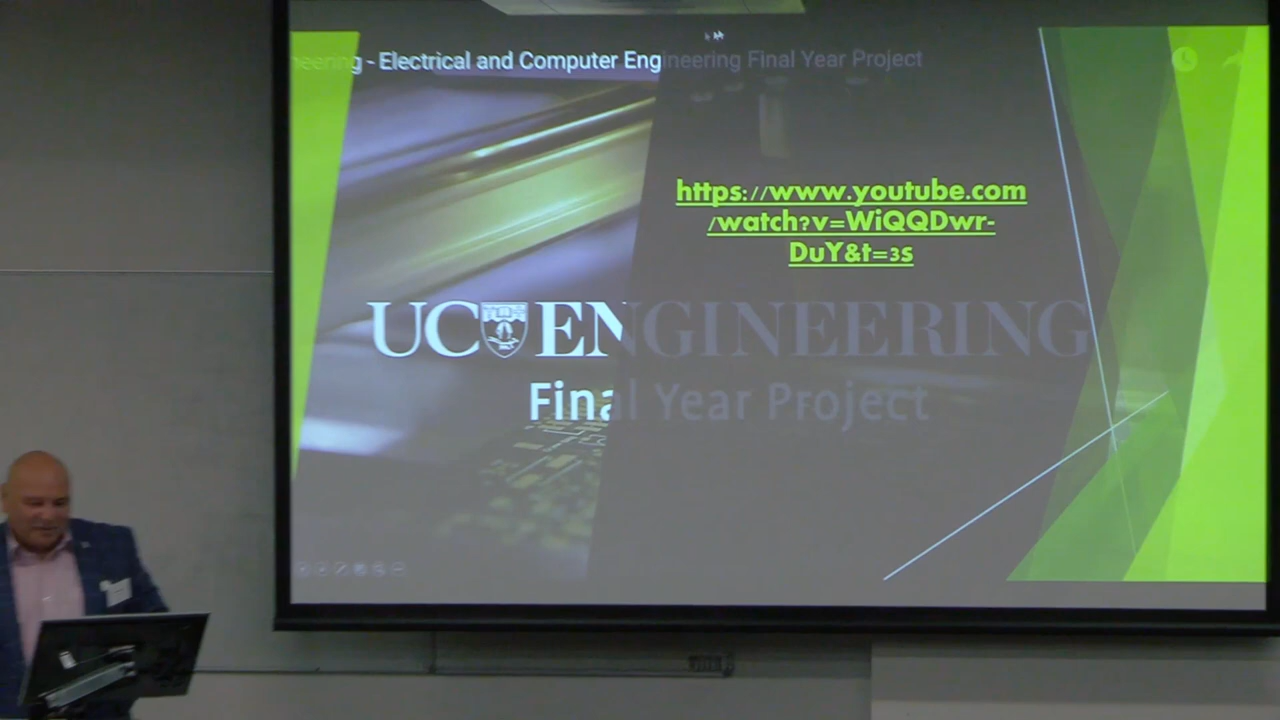 neering - Electrical and Computer Engineering Final Year Project
https://www.youtube.com
/watch?v=WiQQDwr-
DuY&t=3s
UC ENGINEERING
Final Year Project